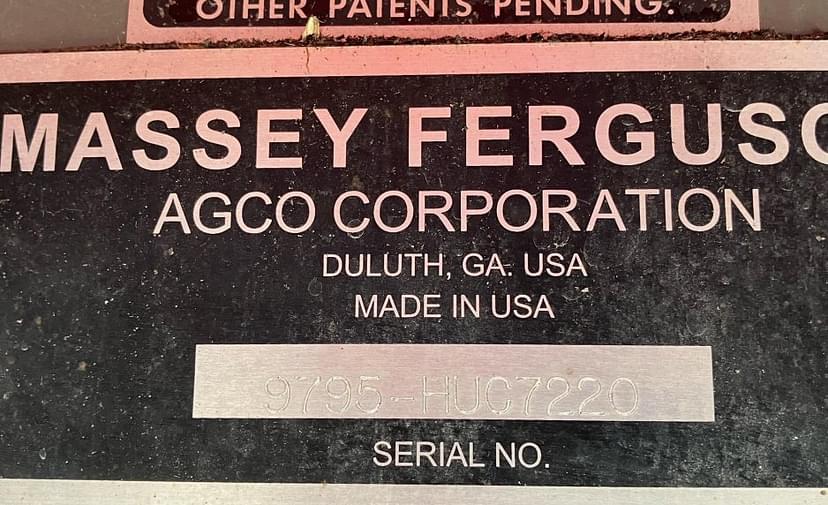 OTHER PATENTS PENDING.
MASSEY FERGUSO
AGCO CORPORATION
DULUTH, GA. USA
MADE IN USA
9795-HUC7220
SERIAL NO.